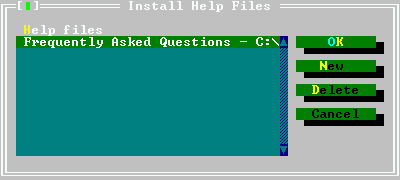 Install Help Files
Help files
Frequently Asked Questions - C:\
OK
New
Delete
Cancel